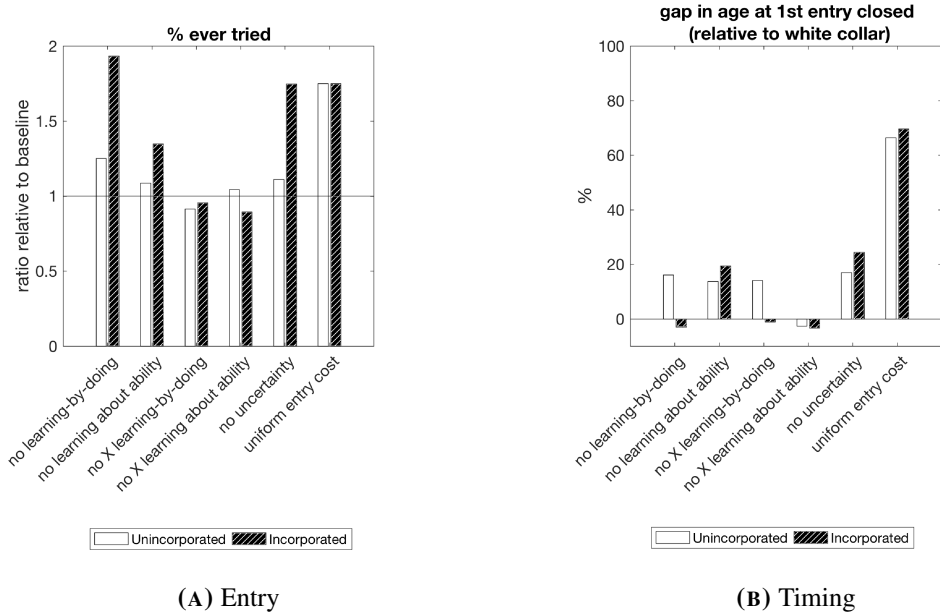 % ever tried
2
1.5
1
0.5
0
ratio relative to baseline
no learning-by-doing
no learning about ability
no X learning-by-doing
no X learning about ability
no uncertainty
uniform entry cost
Unincorporated Incorporated
(A) Entry
gap in age at 1st entry closed
(relative to white collar)
100
80
60
40
20
0
%
no learning-by-doing
no learning about ability
no X learning-by-doing
no X learning about ability
no uncertainty
uniform entry cost
Unincorporated Incorporated
(B) Timing